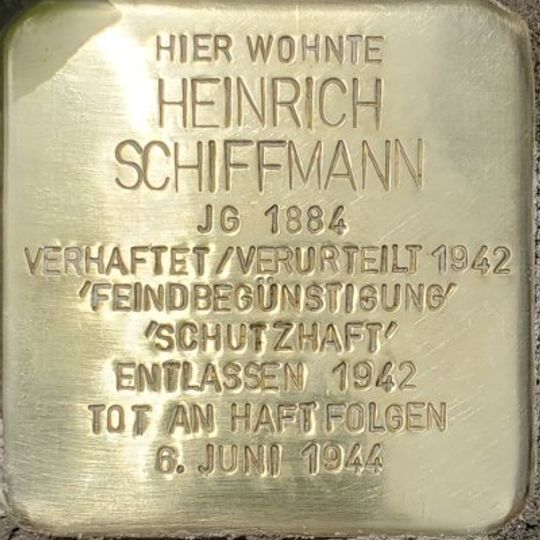 HIER WOHNTE
HEINRICH
SCHIFFMANN
JG 1884
VERHAFTET/VERURTEILT 1942
'FEINDBEGÜNSTIGUNG'
'SCHUTZHAFT'
ENTLASSEN 1942
TOT AN HAFTFOLGEN
6. JUNI 1944